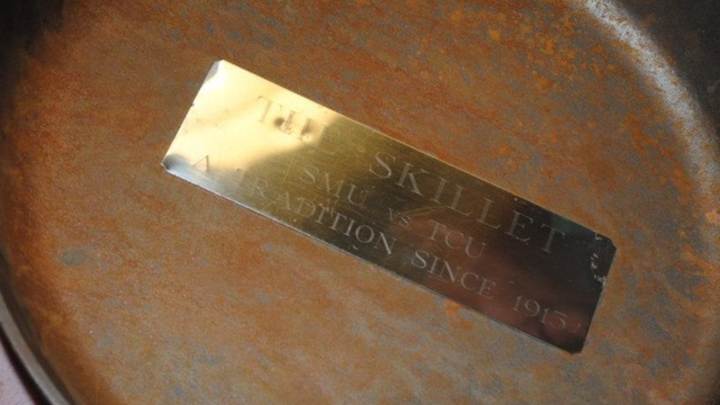 THE SKILLET
SMU vs TCU
A TRADITION SINCE 1915